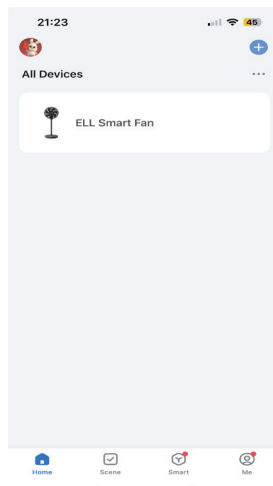 21:23
45
All Devices
ELL Smart Fan
Home
Scene
Smart
Me